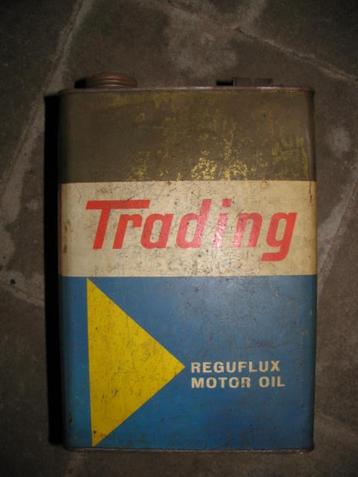 Trading
REGUFLUX
MOTOR OIL